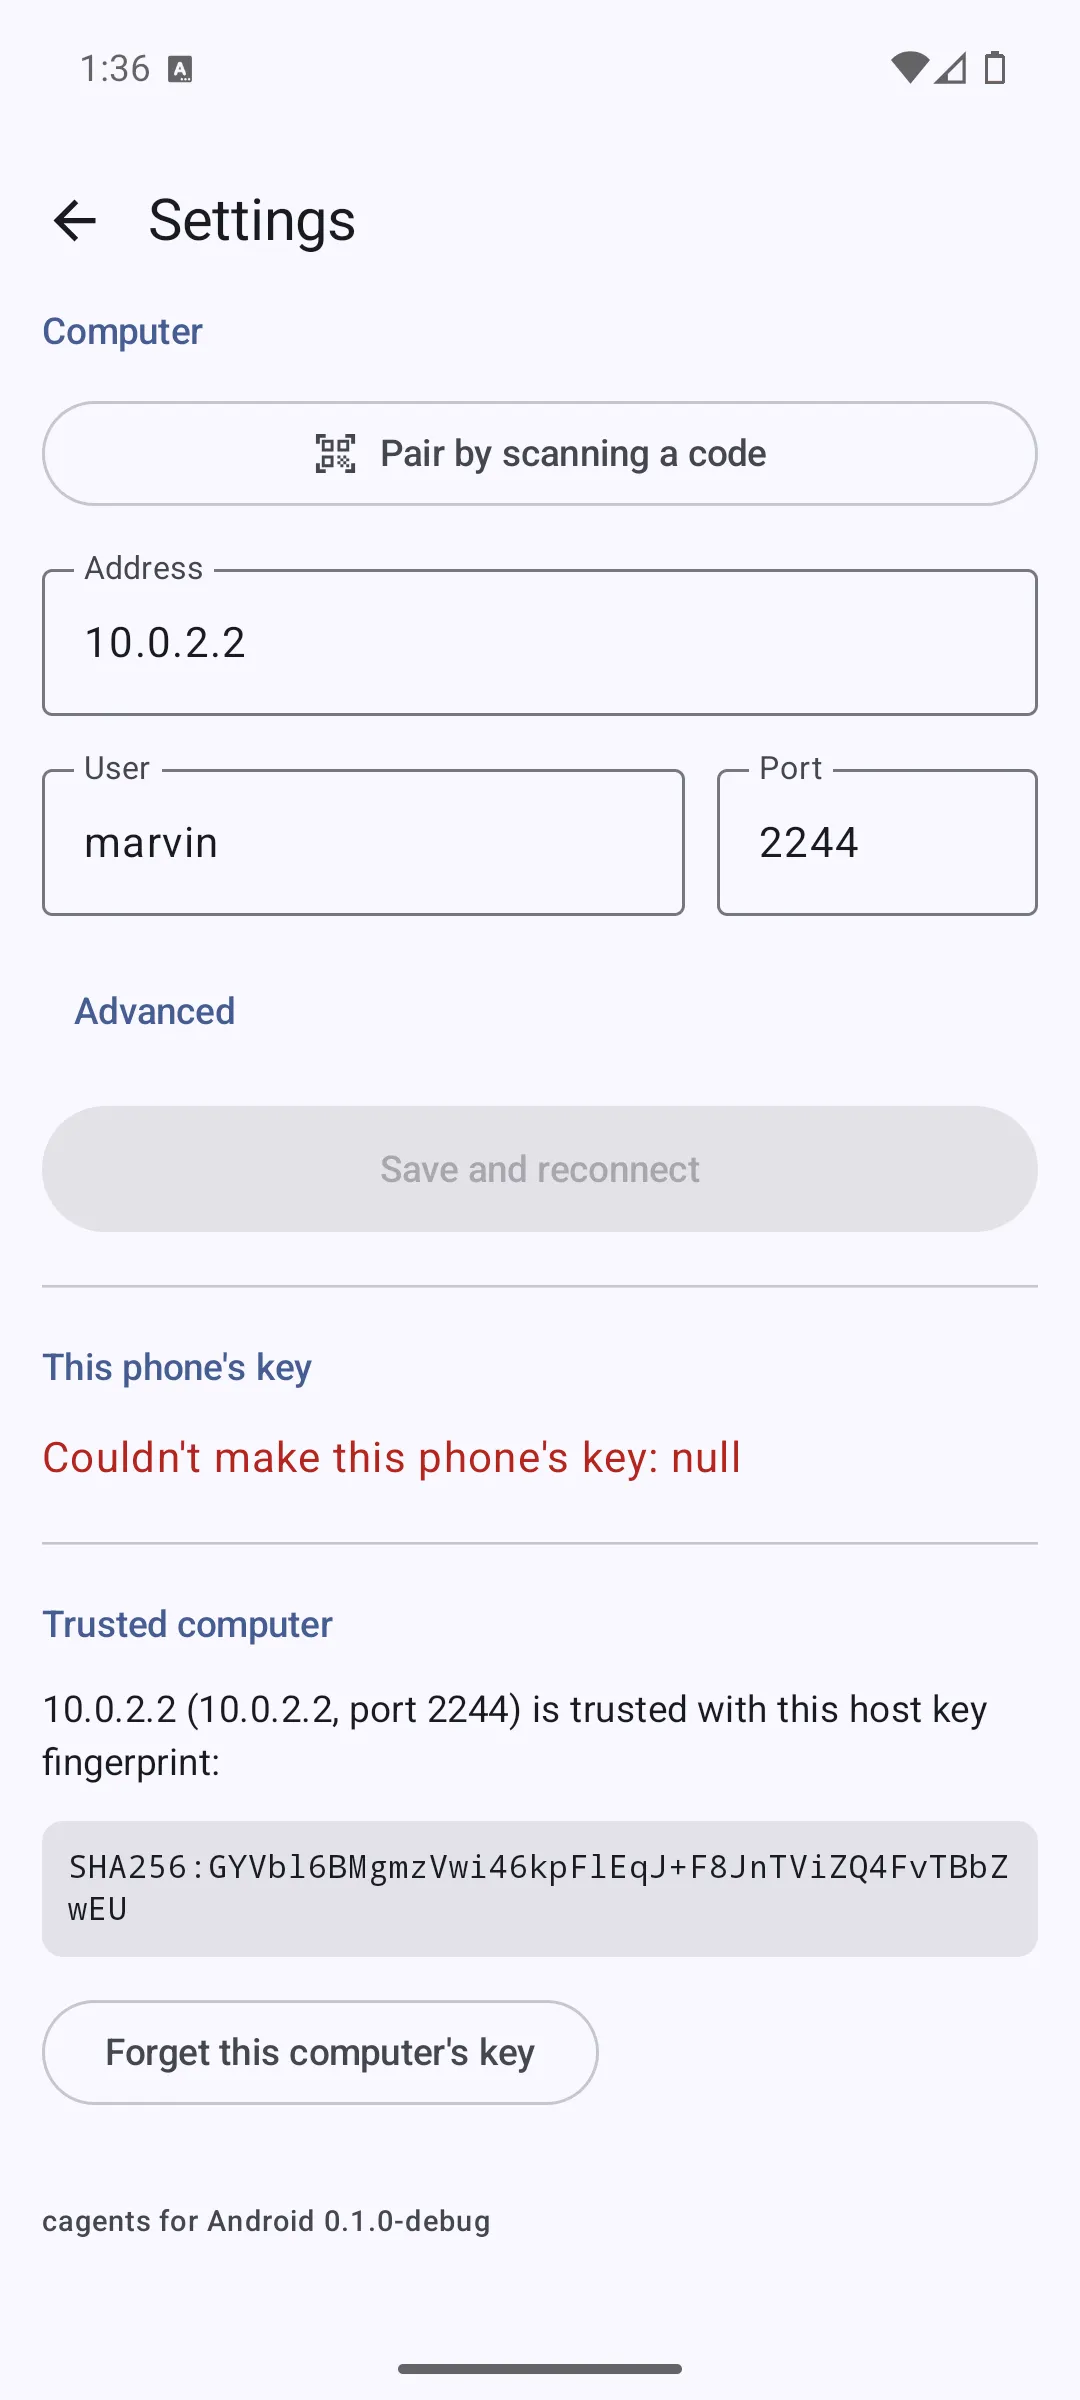 1:36
Settings
Computer
Pair by scanning a code
Address
10.0.2.2
User
Port
marvin
2244
Advanced
Save and reconnect
This phone's key
Couldn't make this phone's key: null
Trusted computer
10.0.2.2 (10.0.2.2, port 2244) is trusted with this host key
fingerprint:
SHA256:GYVbl6BMgmzVwi46kpFlEqJ+F8JnTViZQ4FvTBbZ
wEU
Forget this computer's key
cagents for Android 0.1.0-debug